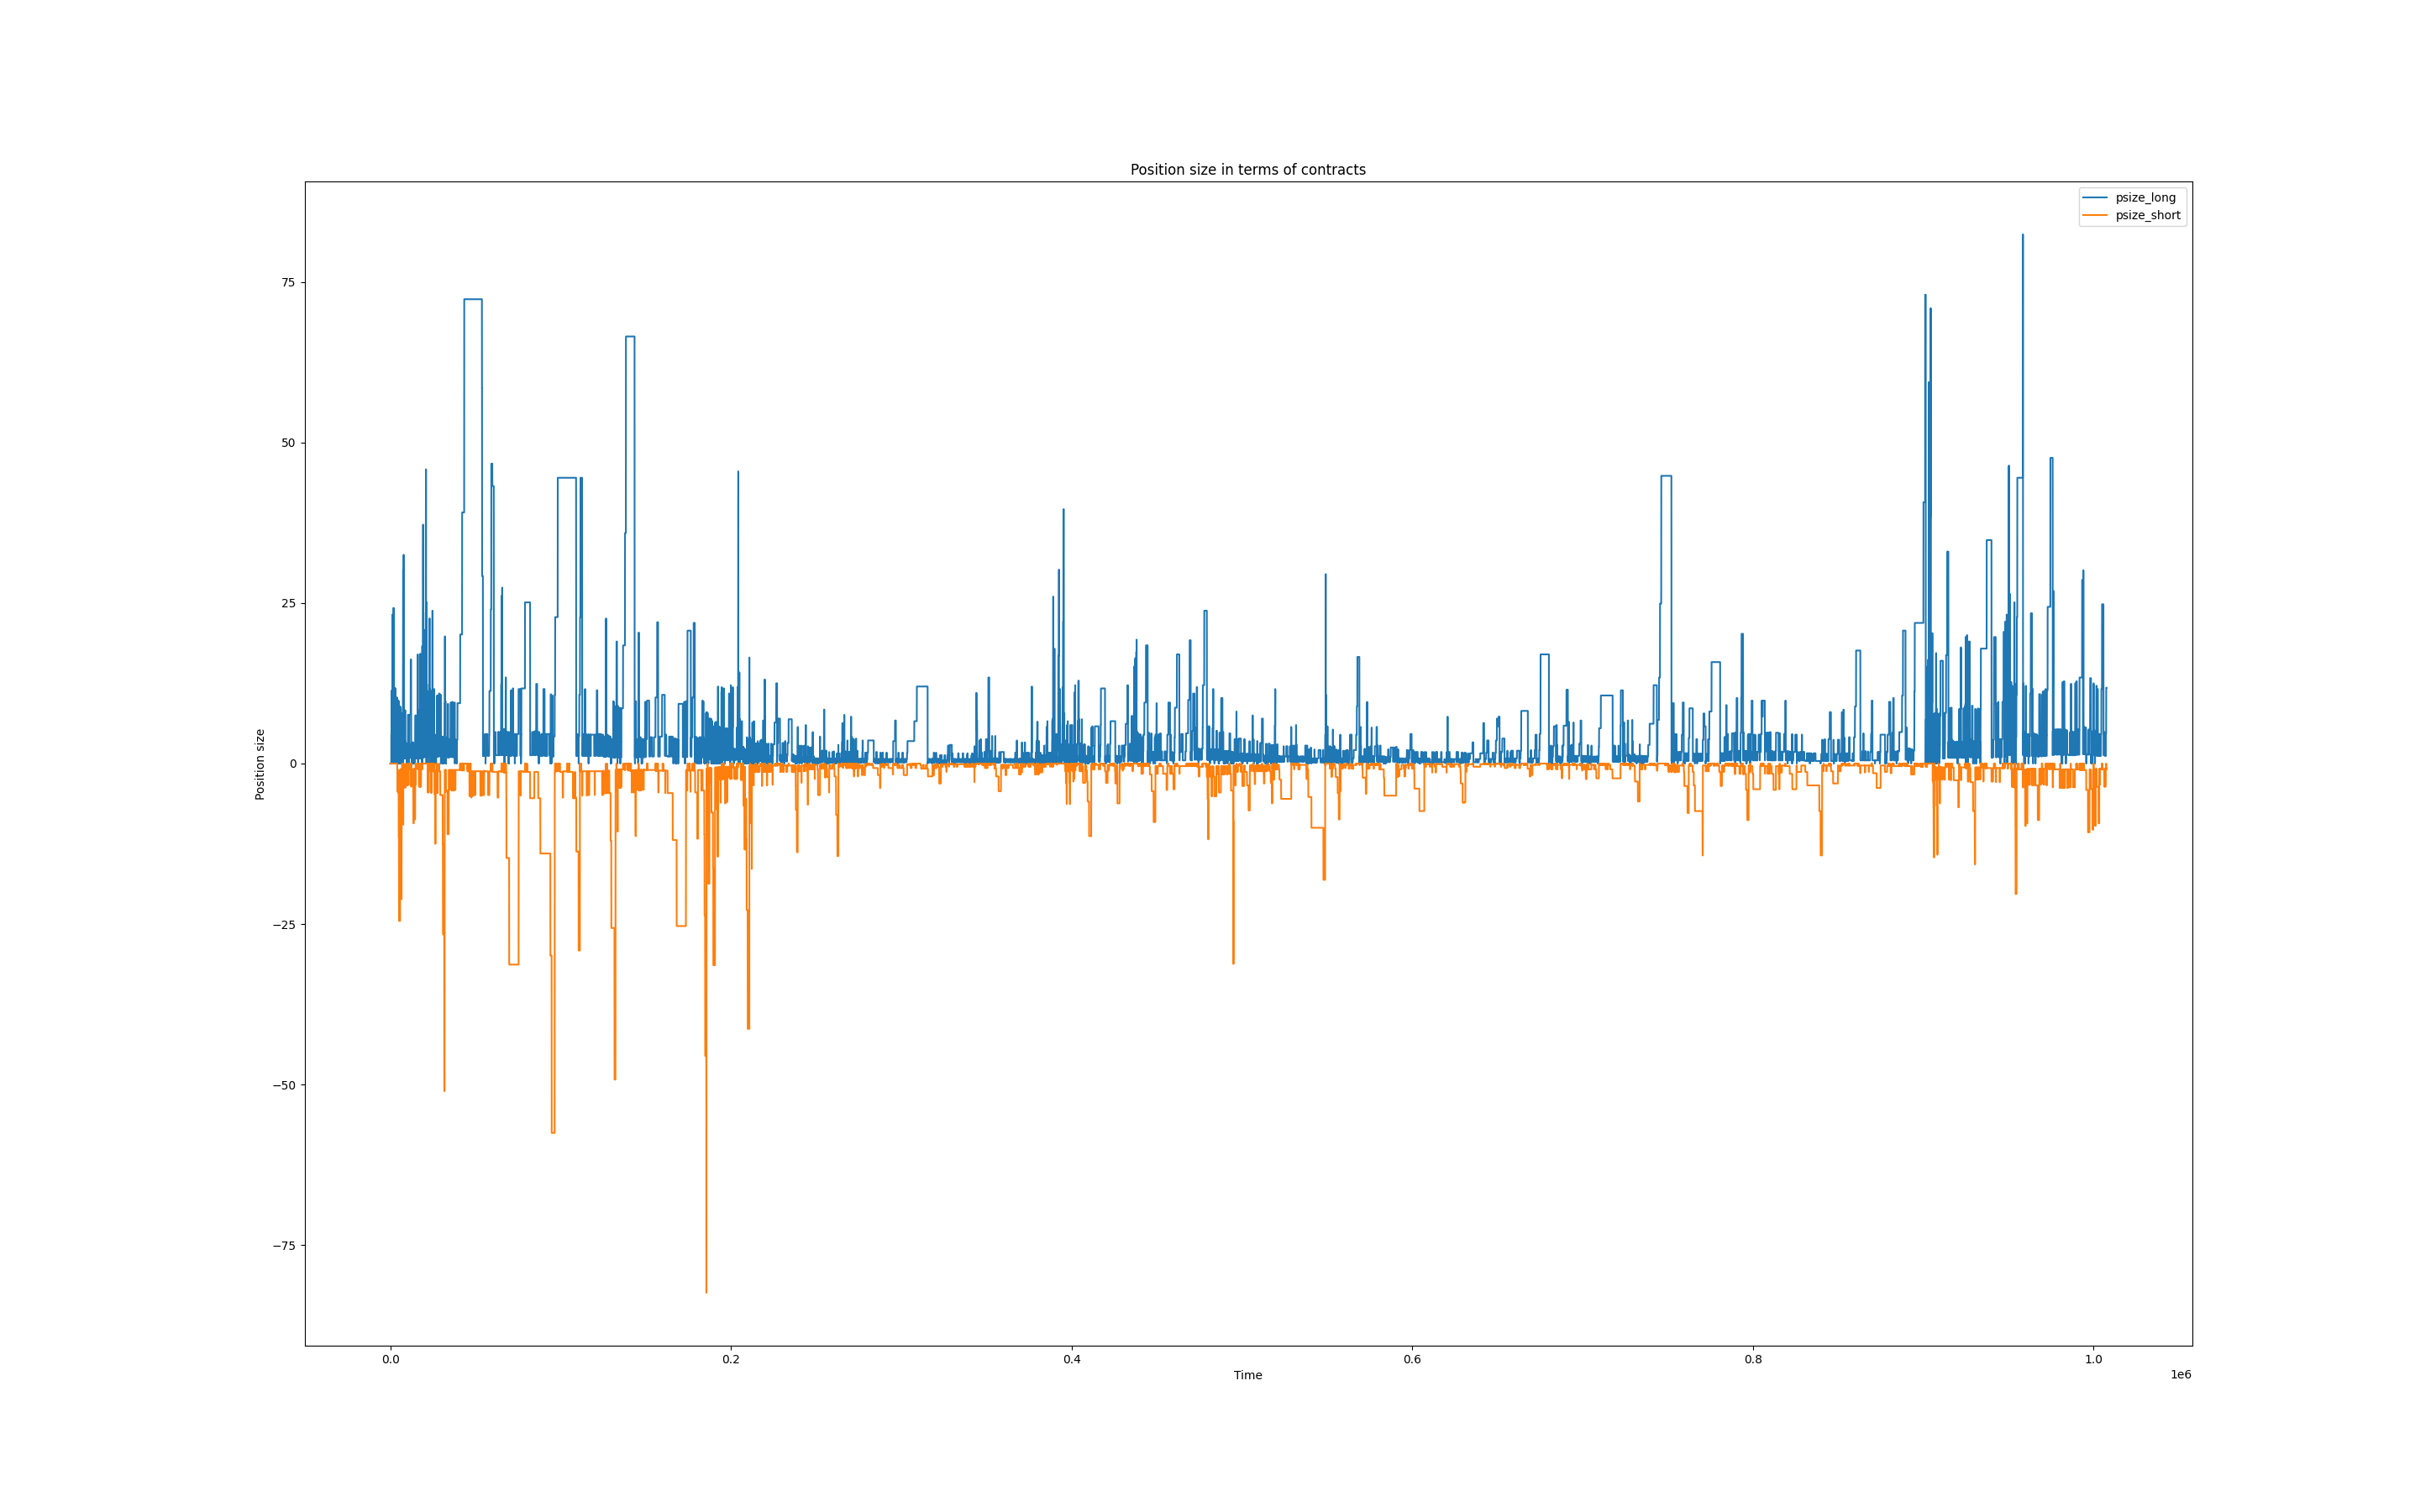 Position size in terms of contracts
psize_long
psize_short
75
50
25
0
−25
−50
−75
Position size
0.0 0.2 0.4 0.6 0.8 1.0
Time
1e6